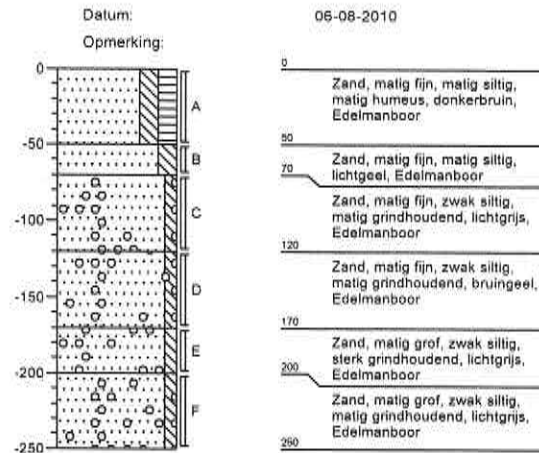 Datum: 06-08-2010
Opmerking:
0
-50
-100
-150
-200
-250
A
B
C
D
E
F
0
Zand, matig fijn, matig siltig,
matig humeus, donkerbruin,
Edelmanboor
50
Zand, matig fijn, matig siltig,
lichtgeel, Edelmanboor
70
Zand, matig fijn, zwak siltig,
matig grindhoudend, lichtgrijs,
Edelmanboor
120
Zand, matig fijn, zwak siltig,
matig grindhoudend, bruingeel,
Edelmanboor
170
Zand, matig grof, zwak siltig,
sterk grindhoudend, lichtgrijs,
Edelmanboor
200
Zand, matig grof, zwak siltig,
matig grindhoudend, lichtgrijs,
Edelmanboor
250